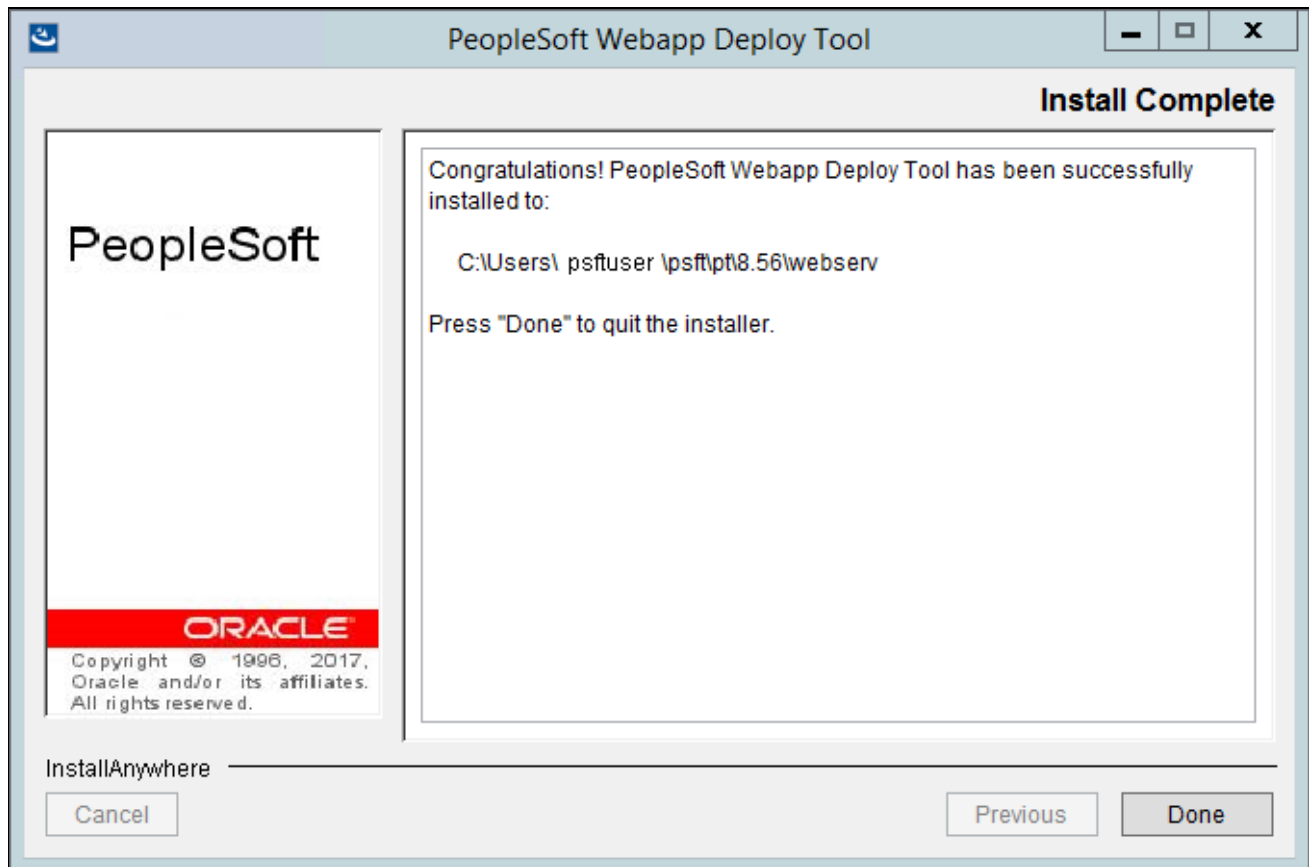 PeopleSoft Webapp Deploy Tool
Install Complete
PeopleSoft
ORACLE
Copyright © 1996, 2017,
Oracle and/or its affiliates.
All rights reserved.
Congratulations! PeopleSoft Webapp Deploy Tool has been successfully
installed to:
C:\Users\ psftuser \psft\pt\8.56\webserv
Press "Done" to quit the installer.
InstallAnywhere
Cancel
Previous
Done